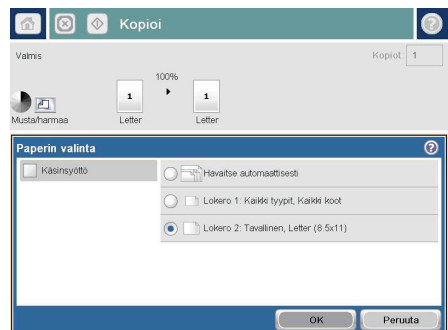 Kopioi
Valmis
Kopiot: 1
100%
1
1
Musta/harmaa
Letter
Letter
Paperin valinta
Käsinsyöttö
Havaitse automaattisesti
Lokero 1: Kaikki tyypit, Kaikki koot
Lokero 2: Tavallinen, Letter (8.5x11)
OK
Peruuta